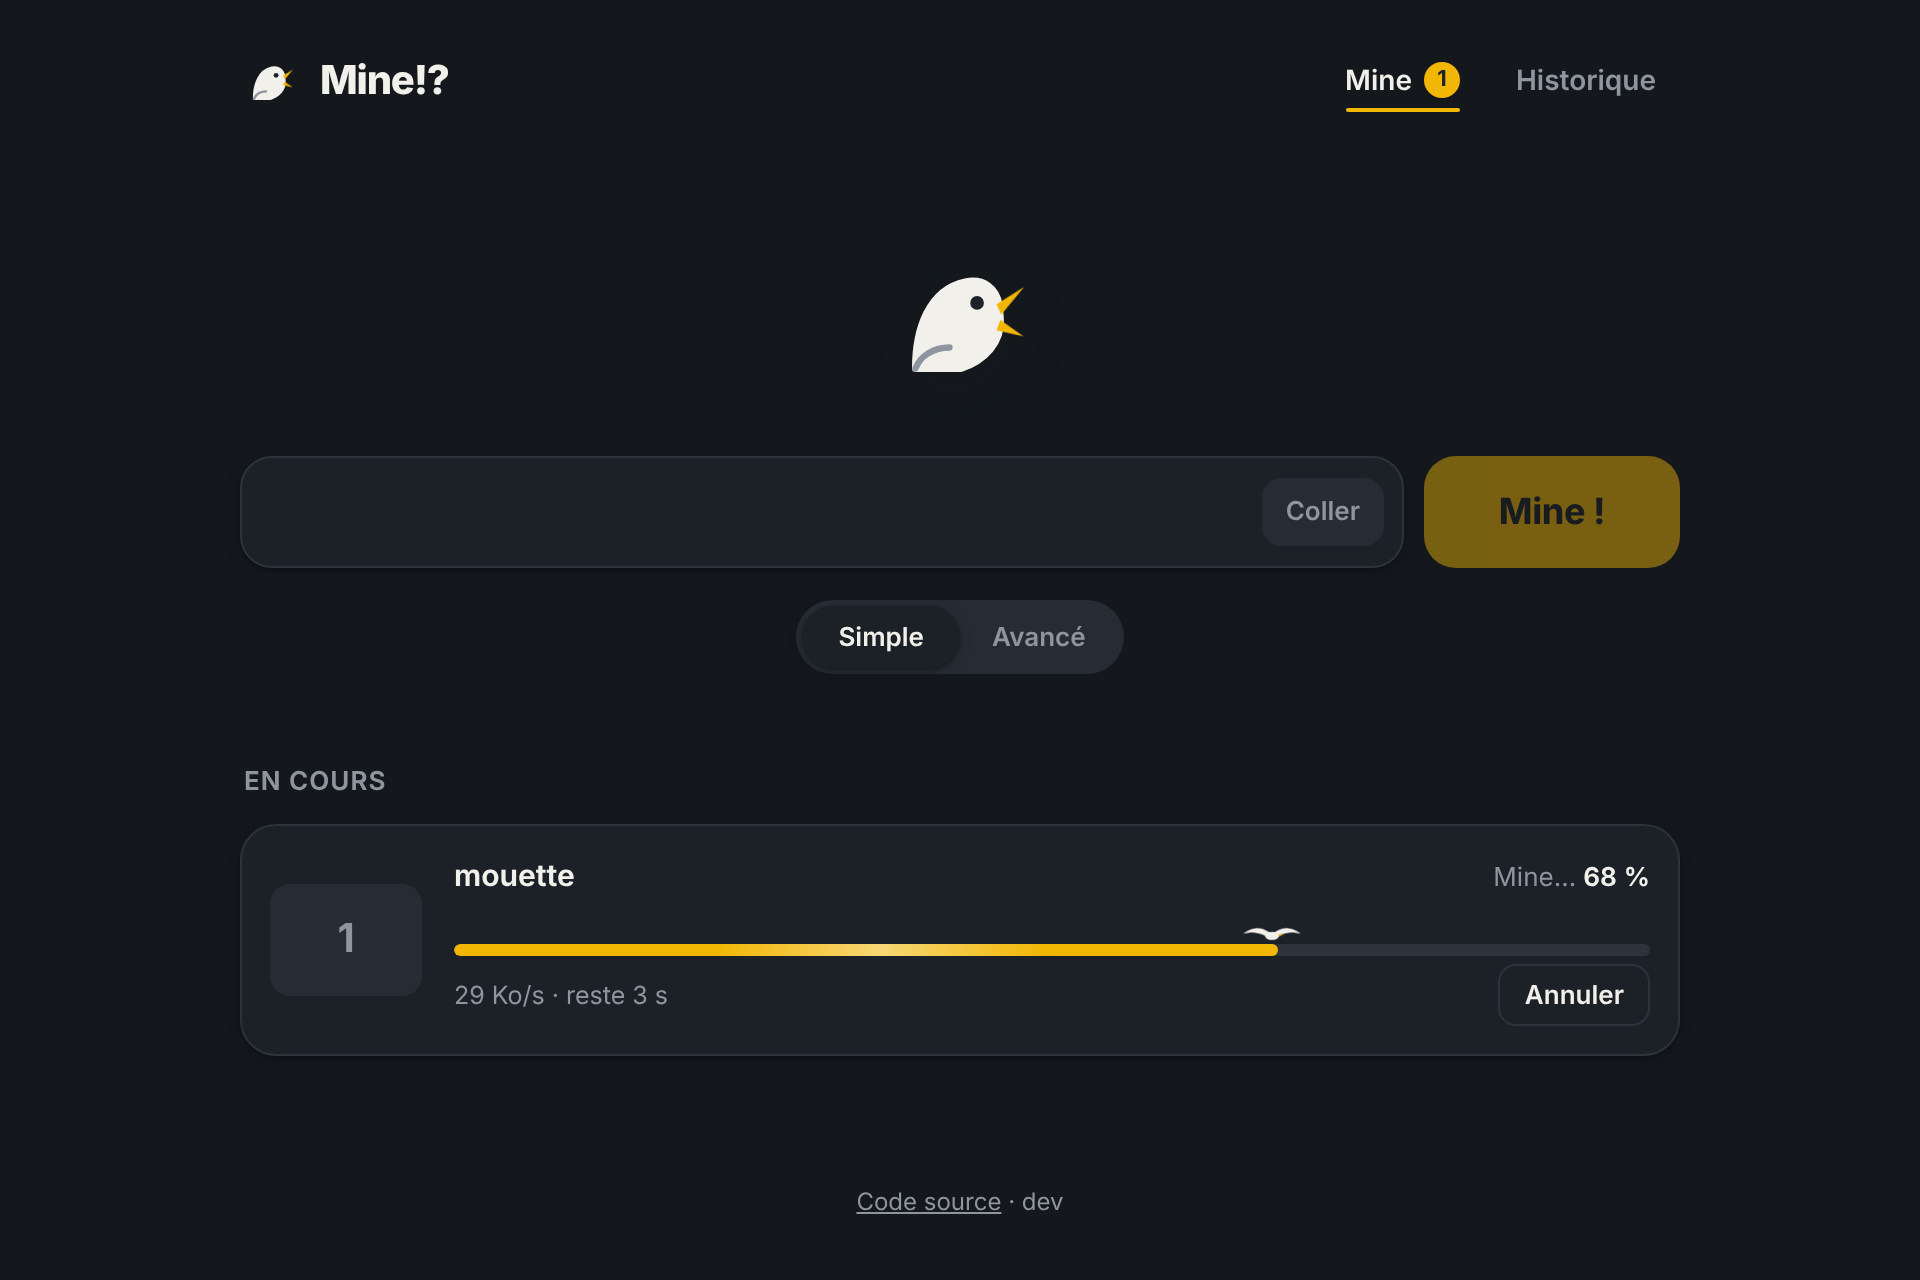 Mine!?
Mine 1
Historique
Coller
Mine !
Simple
Avancé
EN COURS
1
mouette
Mine… 68 %
29 Ko/s · reste 3 s
Annuler
Code source · dev